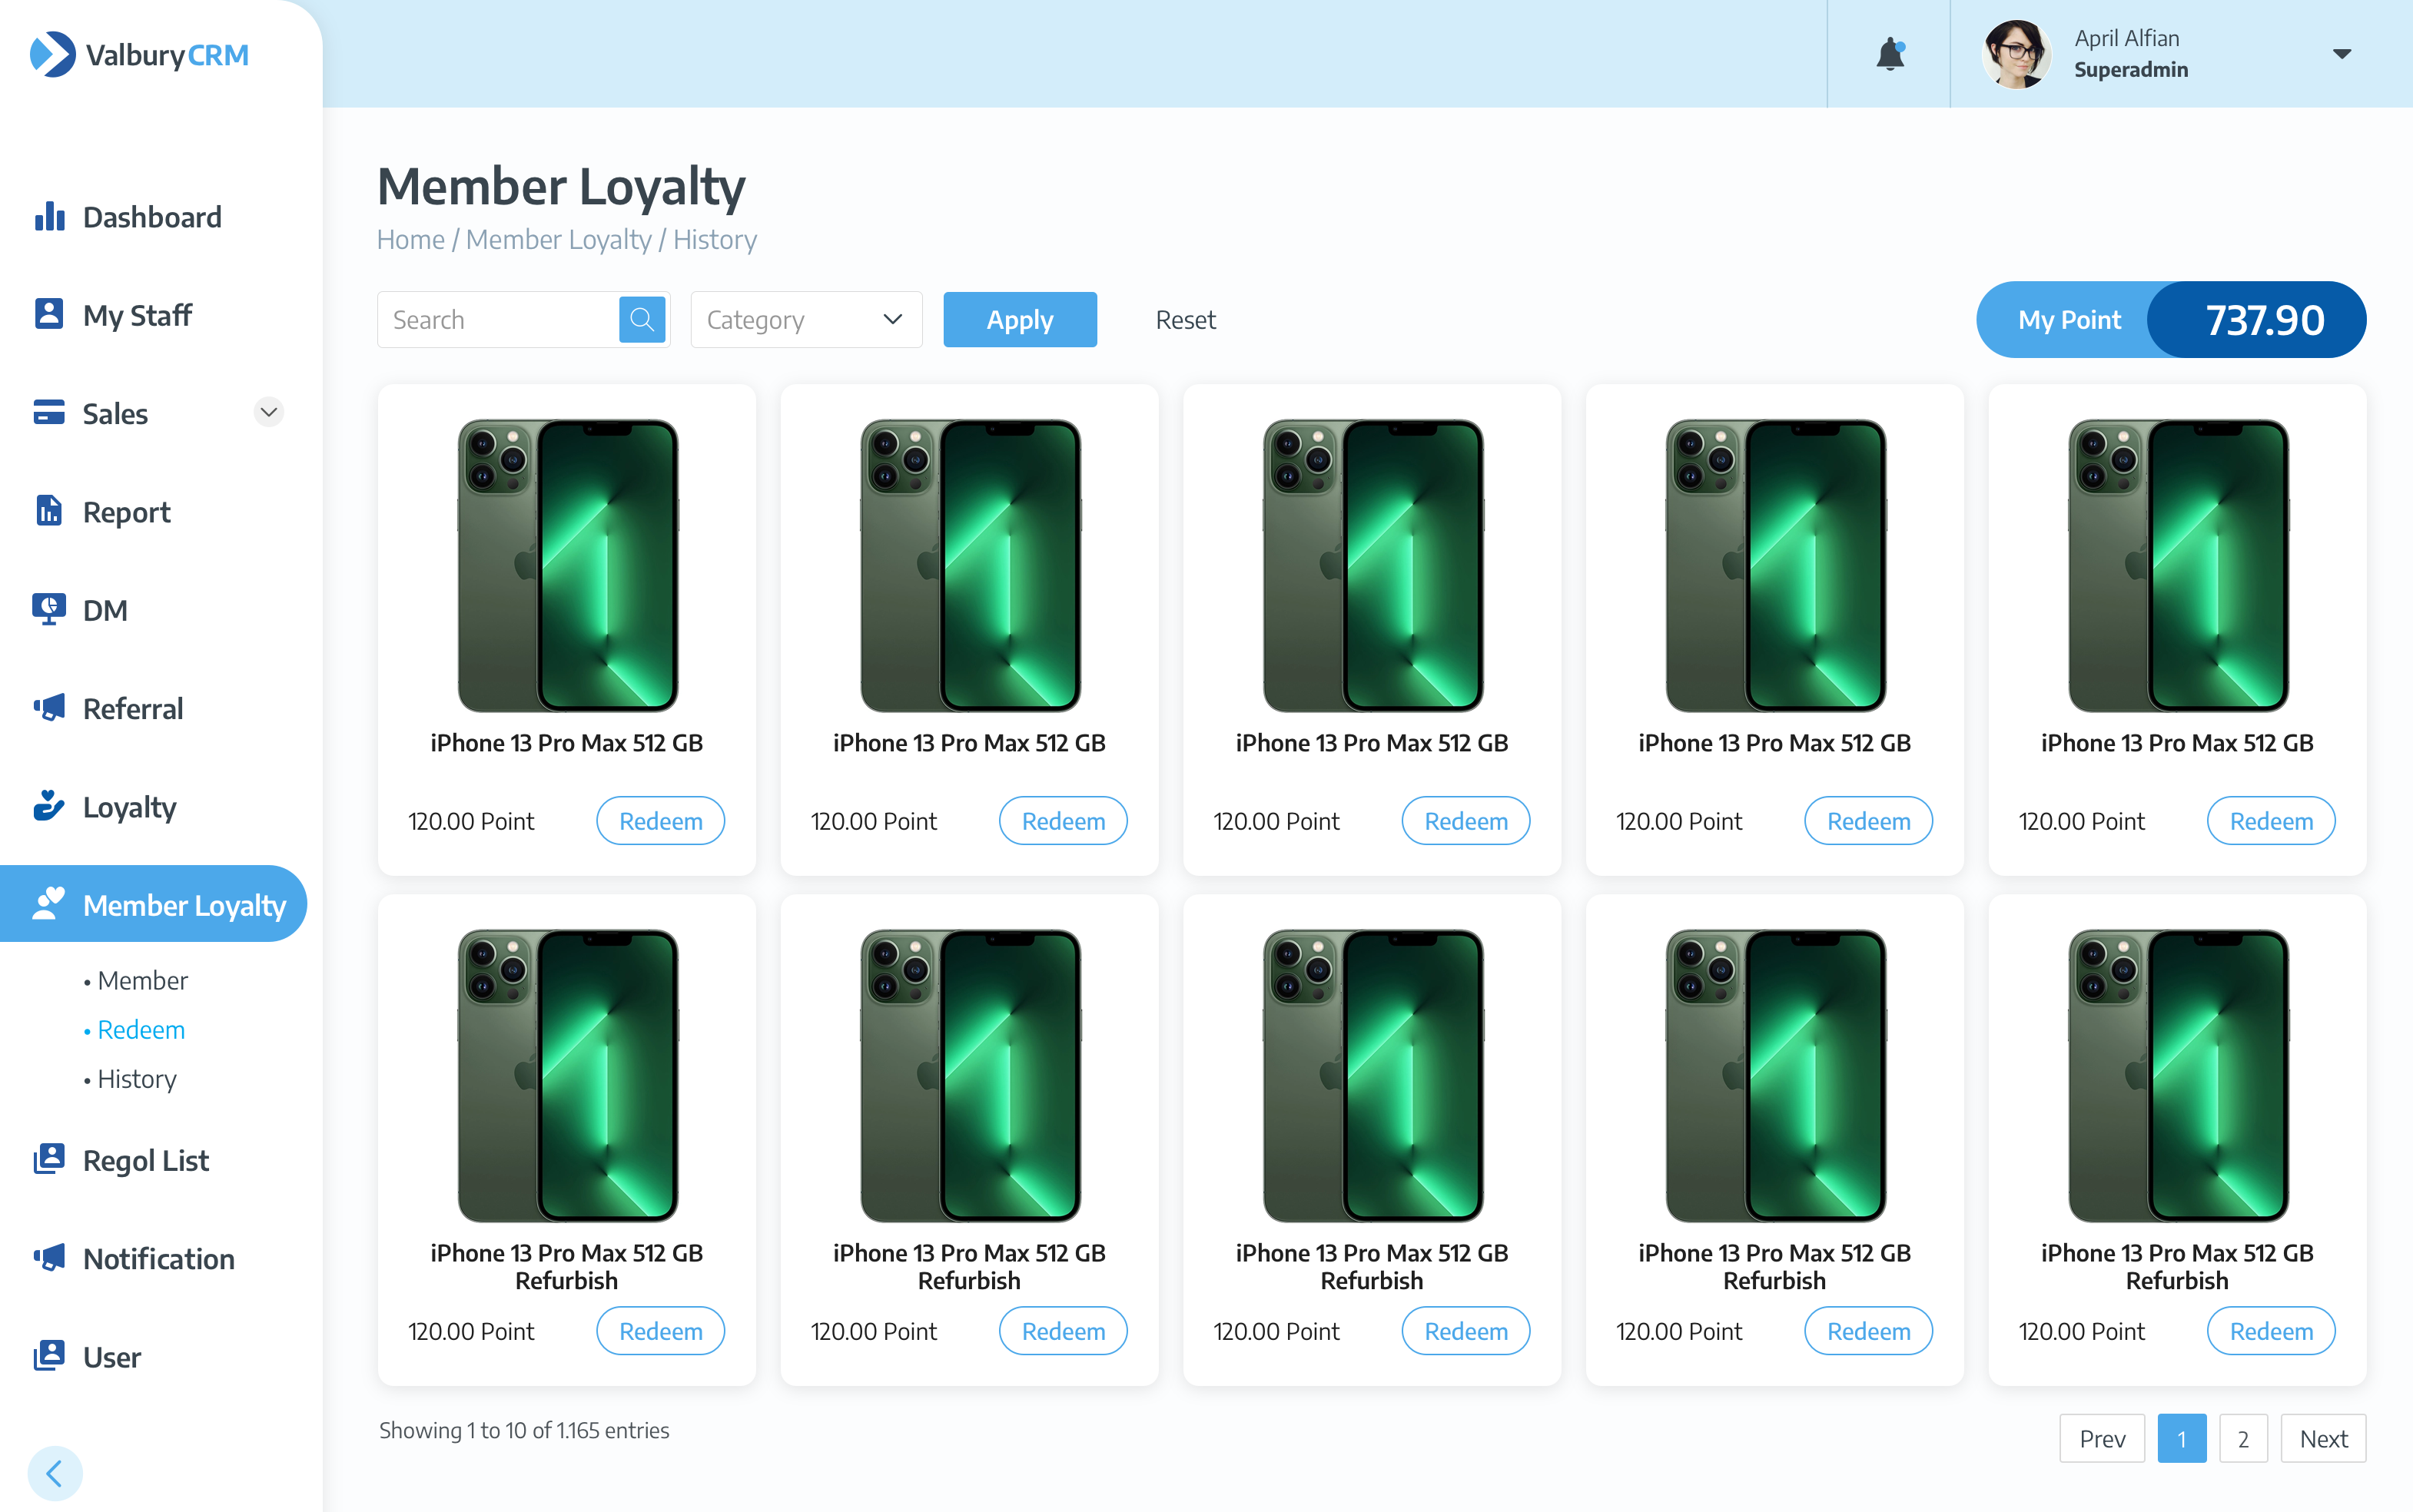 ValburyCRM
April Alfian
Superadmin
Dashboard
My Staff
Sales
Report
DM
Referral
Loyalty
Member Loyalty
• Member
• Redeem
• History
Regol List
Notification
User
Member Loyalty
Home / Member Loyalty / History
Search
Category
Apply
Reset
My Point 737.90
iPhone 13 Pro Max 512 GB
120.00 Point Redeem
iPhone 13 Pro Max 512 GB
120.00 Point Redeem
iPhone 13 Pro Max 512 GB
120.00 Point Redeem
iPhone 13 Pro Max 512 GB
120.00 Point Redeem
iPhone 13 Pro Max 512 GB
120.00 Point Redeem
iPhone 13 Pro Max 512 GB
Refurbish
120.00 Point Redeem
iPhone 13 Pro Max 512 GB
Refurbish
120.00 Point Redeem
iPhone 13 Pro Max 512 GB
Refurbish
120.00 Point Redeem
iPhone 13 Pro Max 512 GB
Refurbish
120.00 Point Redeem
iPhone 13 Pro Max 512 GB
Refurbish
120.00 Point Redeem
Showing 1 to 10 of 1.165 entries
Prev 1 2 Next